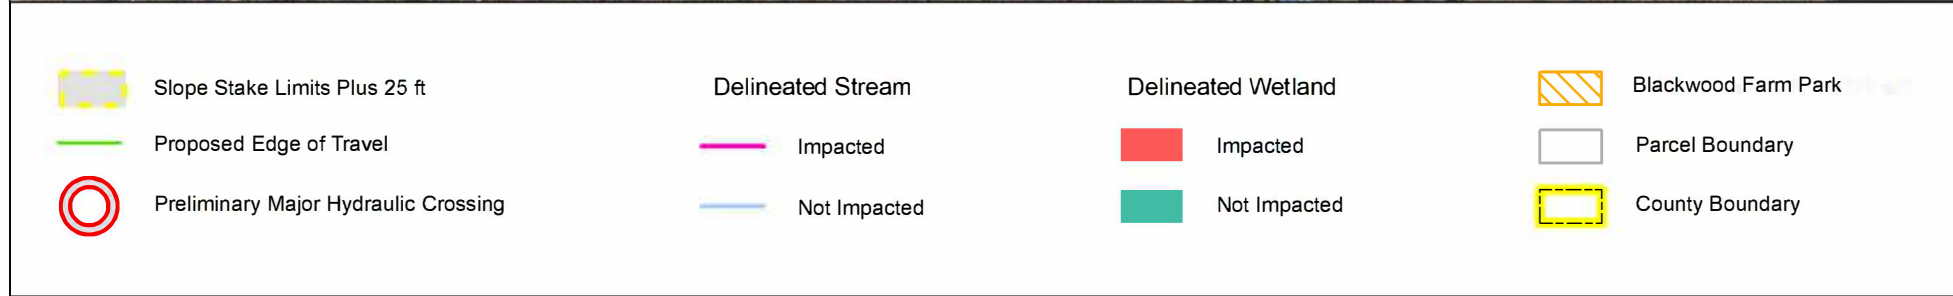 Slope Stake Limits Plus 25 ft
Proposed Edge of Travel
Preliminary Major Hydraulic Crossing
Delineated Stream
Impacted
Not Impacted
Delineated Wetland
Impacted
Not Impacted
Blackwood Farm Park
Parcel Boundary
County Boundary